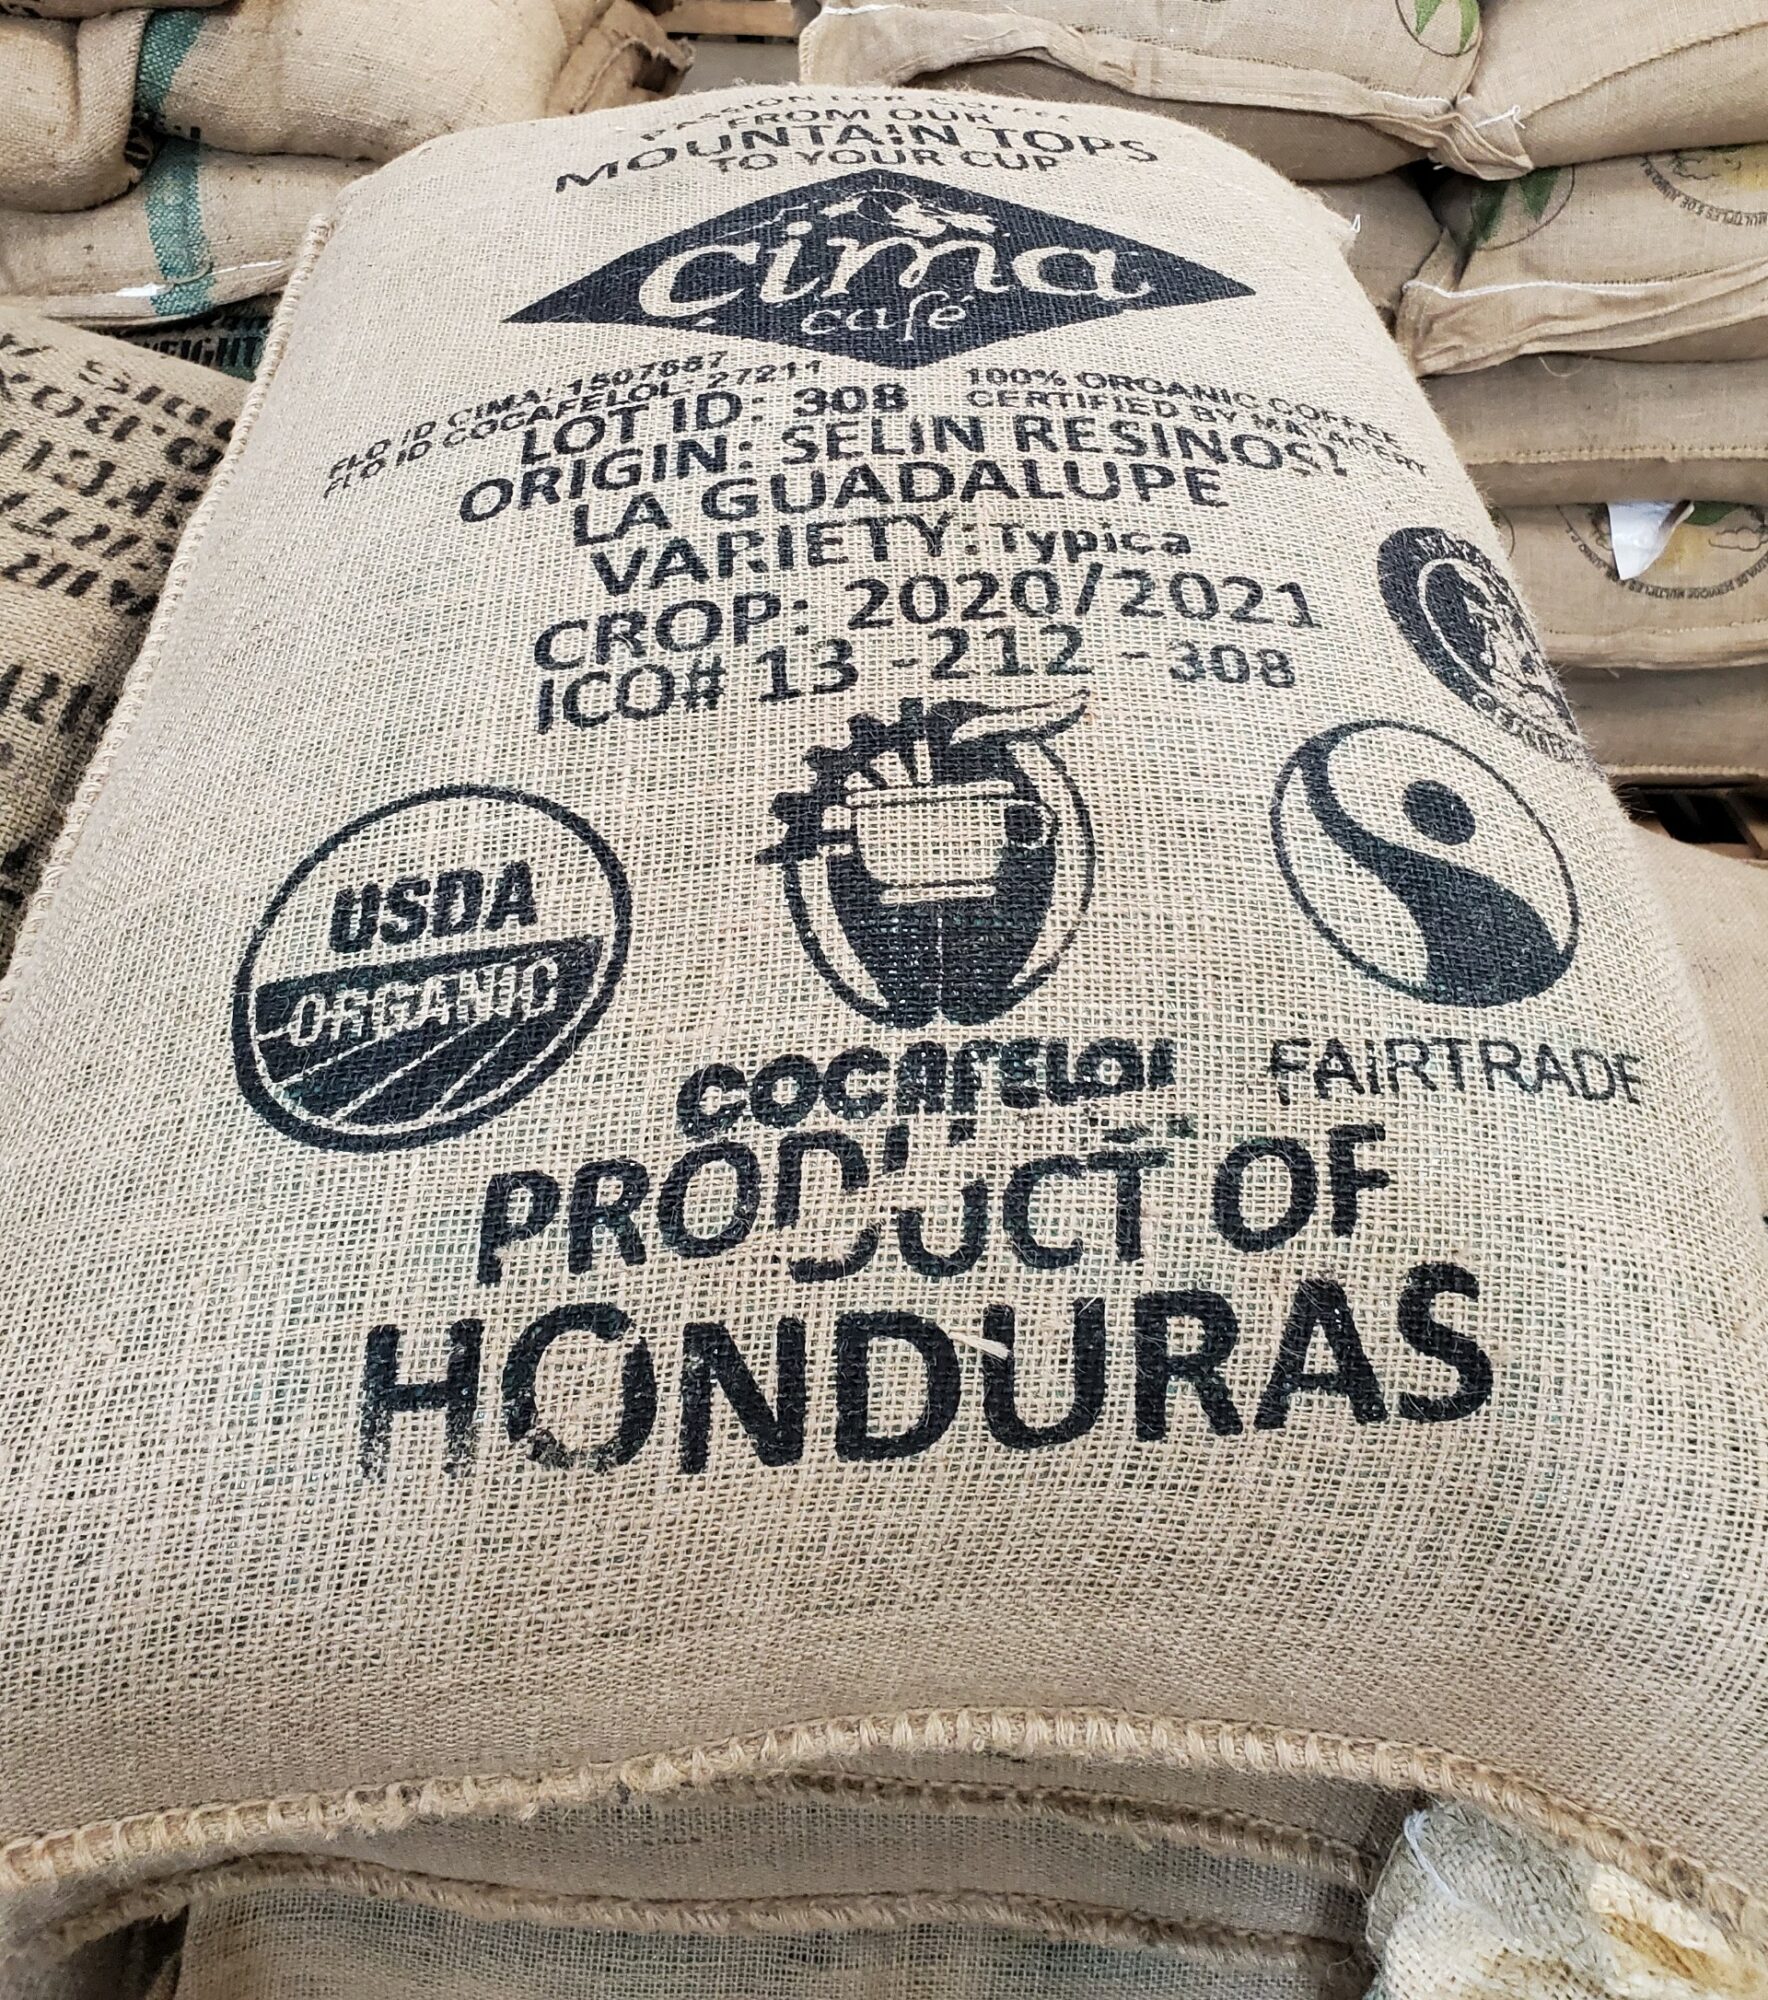 PASSION FOR COFFEE
FROM OUR
MOUNTAIN TOPS
TO YOUR CUP
cima
café
FLO ID CIMA: 1507687
FLO ID COCAFELOL: 27211
100% ORGANIC COFFEE
CERTIFIED BY MAYACERT
LOT ID: 308
ORIGIN: SELIN RESINOS1
LA GUADALUPE
VARIETY: Typica
CROP: 2020/2021
ICO# 13 -212 -308
USDA
ORGANIC
COCAFELOL
FAIRTRADE
PRODUCT OF
HONDURAS